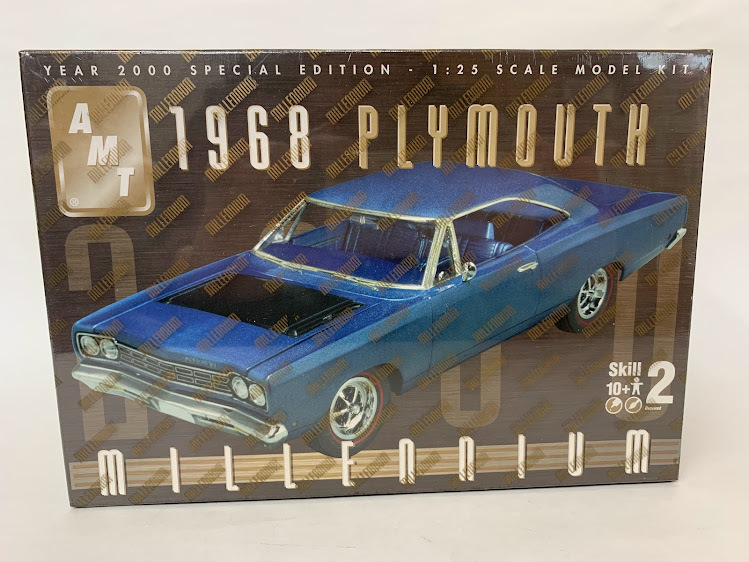 YEAR 2000 SPECIAL EDITION - 1:25 SCALE MODEL KIT
AMT®
1968 PLYMOUTH
Skill
10+ 2
MILLENNIUM